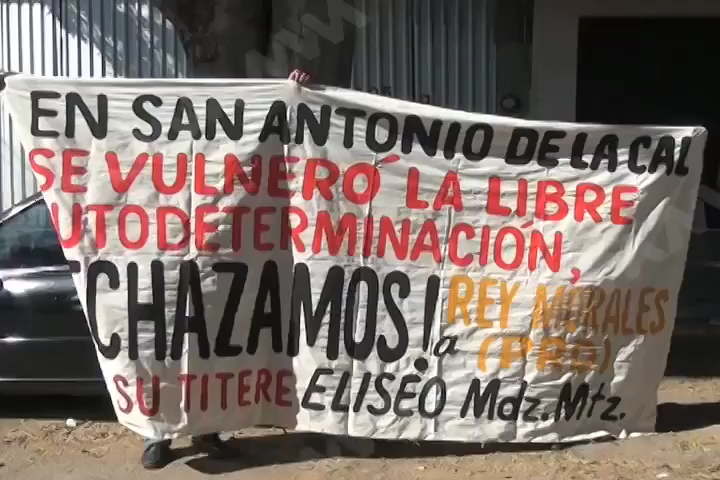 EN SAN ANTONIO DE LA CAL
SE VULNERÓ LA LIBRE
UTODETERMINACIÓN,
CHAZAMOS! a REY MORALES
(PRD)
SU TITERE ELISEO Mdz. Mtz.